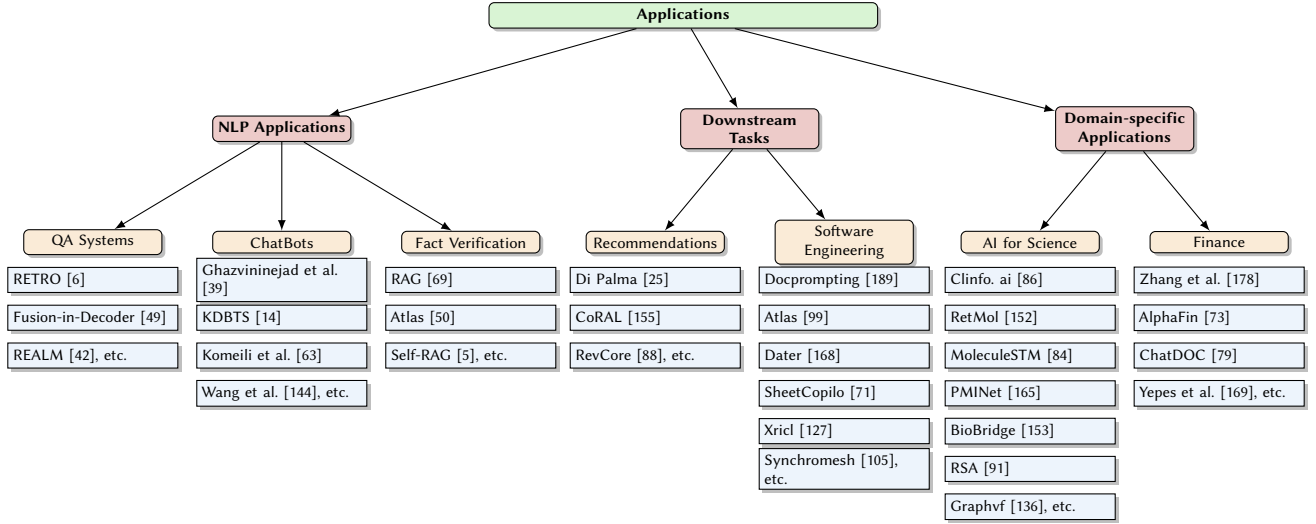 Applications
NLP Applications
Downstream
Tasks
Domain-specific
Applications
QA Systems
RETRO [6]
Fusion-in-Decoder [49]
REALM [42], etc.
ChatBots
Ghazvininejad et al.
[39]
KDBTS [14]
Komeili et al. [63]
Wang et al. [144], etc.
Fact Verification
RAG [69]
Atlas [50]
Self-RAG [5], etc.
Recommendations
Di Palma [25]
CoRAL [155]
RevCore [88], etc.
Software
Engineering
Docprompting [189]
Atlas [99]
Dater [168]
SheetCopilo [71]
Xricl [127]
Synchromesh [105],
etc.
AI for Science
Clinfo. ai [86]
RetMol [152]
MoleculeSTM [84]
PMINet [165]
BioBridge [153]
RSA [91]
Graphvf [136], etc.
Finance
Zhang et al. [178]
AlphaFin [73]
ChatDOC [79]
Yepes et al. [169], etc.